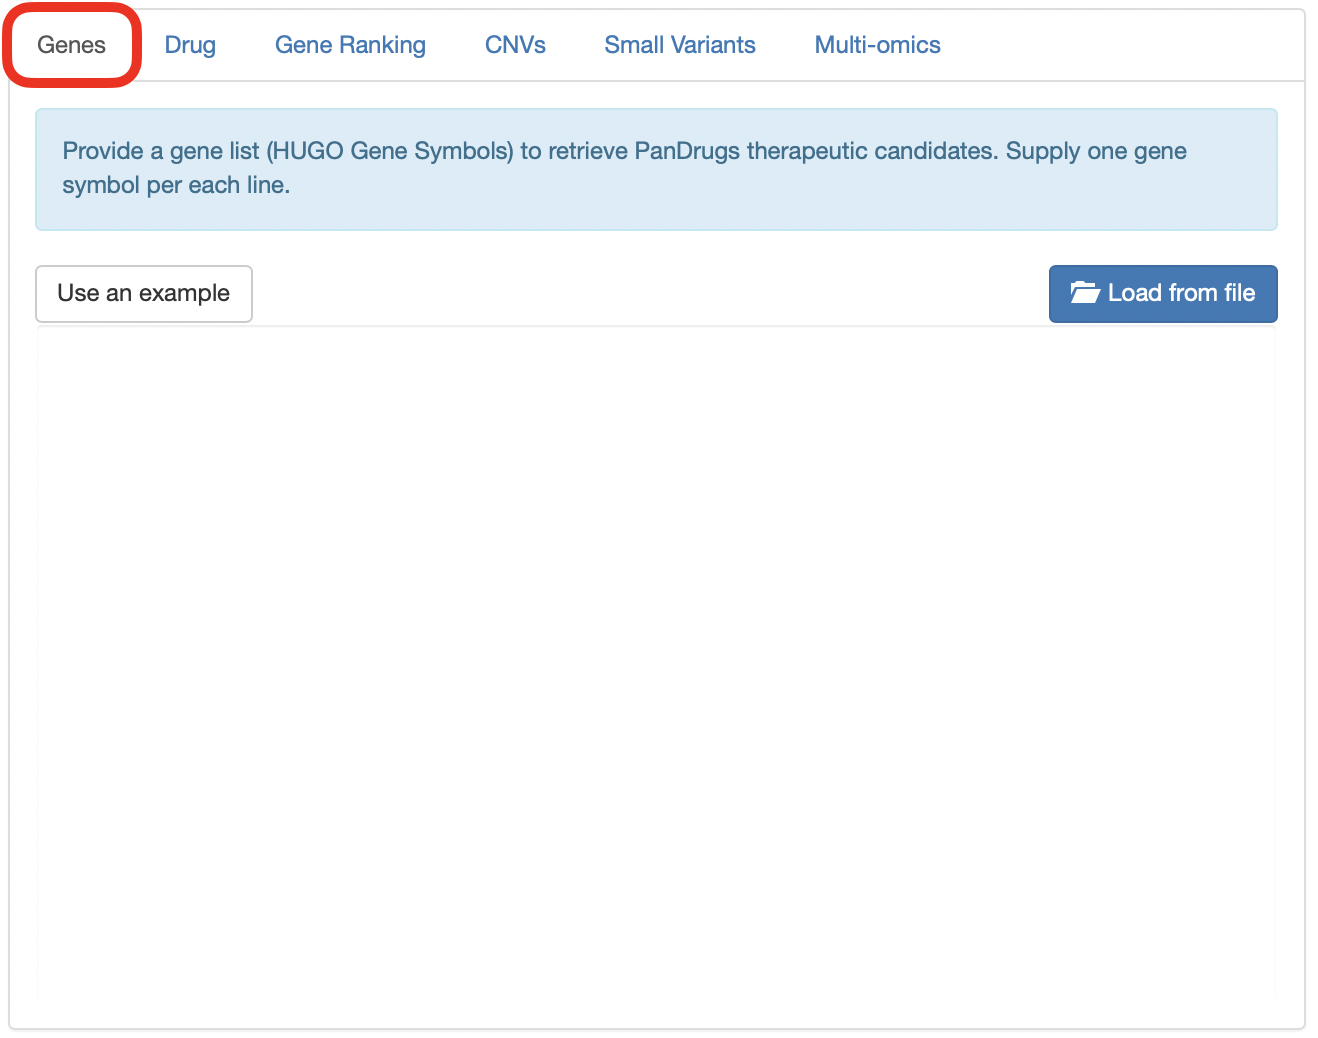 Genes Drug Gene Ranking CNVs Small Variants Multi-omics
Provide a gene list (HUGO Gene Symbols) to retrieve PanDrugs therapeutic candidates. Supply one gene
symbol per each line.
Use an example Load from file